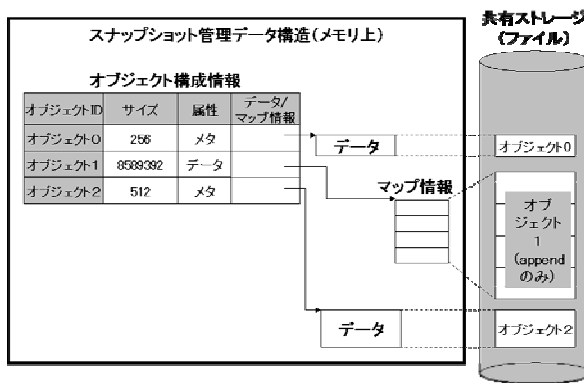 スナップショット管理データ構造(メモリ上)
共有ストレージ
(ファイル)
オブジェクト構成情報
オブジェクトID サイズ 属性 データ/
マップ情報
オブジェクト0 256 メタ
オブジェクト1 8589392 データ
オブジェクト2 512 メタ
データ
マップ情報
データ
オブジェクト0
オブ
ジェクト
1
(append
のみ)
オブジェクト2